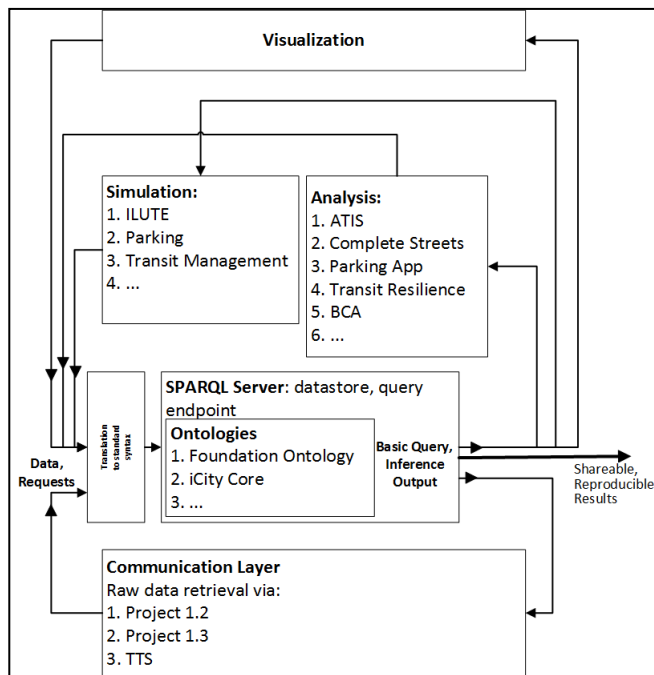 Visualization
Simulation:
1. ILUTE
2. Parking
3. Transit Management
4. ...
Analysis:
1. ATIS
2. Complete Streets
3. Parking App
4. Transit Resilience
5. BCA
6. ...
Data,
Requests
Translation
to standard
syntax
SPARQL Server: datastore, query
endpoint
Ontologies
1. Foundation Ontology
2. iCity Core
3. ...
Basic Query,
Inference
Output
Shareable,
Reproducible
Results
Communication Layer
Raw data retrieval via:
1. Project 1.2
2. Project 1.3
3. TTS